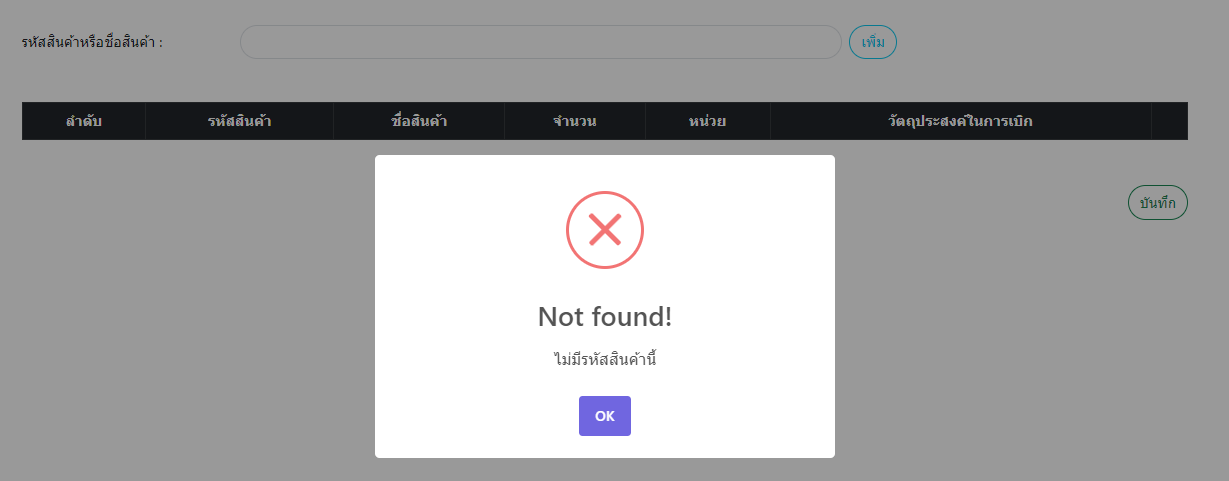 รหัสสินค้าหรือชื่อสินค้า :
เพิ่ม
ลำดับ รหัสสินค้า ชื่อสินค้า จำนวน หน่วย วัตถุประสงค์ในการเบิก
บันทึก
Not found!
ไม่มีรหัสสินค้านี้
OK